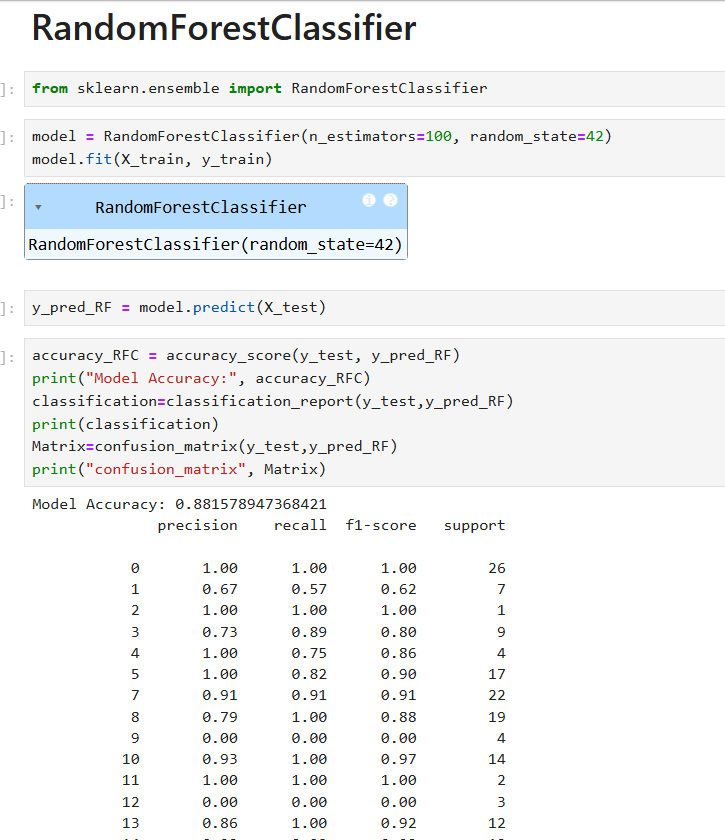 RandomForestClassifier
]: from sklearn.ensemble import RandomForestClassifier
]: model = RandomForestClassifier(n_estimators=100, random_state=42)
model.fit(X_train, y_train)
]: ▾ RandomForestClassifier i ?
RandomForestClassifier(random_state=42)
]: y_pred_RF = model.predict(X_test)
]: accuracy_RFC = accuracy_score(y_test, y_pred_RF)
print("Model Accuracy:", accuracy_RFC)
classification=classification_report(y_test,y_pred_RF)
print(classification)
Matrix=confusion_matrix(y_test,y_pred_RF)
print("confusion_matrix", Matrix)
Model Accuracy: 0.881578947368421
precision recall f1-score support
0 1.00 1.00 1.00 26
1 0.67 0.57 0.62 7
2 1.00 1.00 1.00 1
3 0.73 0.89 0.80 9
4 1.00 0.75 0.86 4
5 1.00 0.82 0.90 17
7 0.91 0.91 0.91 22
8 0.79 1.00 0.88 19
9 0.00 0.00 0.00 4
10 0.93 1.00 0.97 14
11 1.00 1.00 1.00 2
12 0.00 0.00 0.00 3
13 0.86 1.00 0.92 12